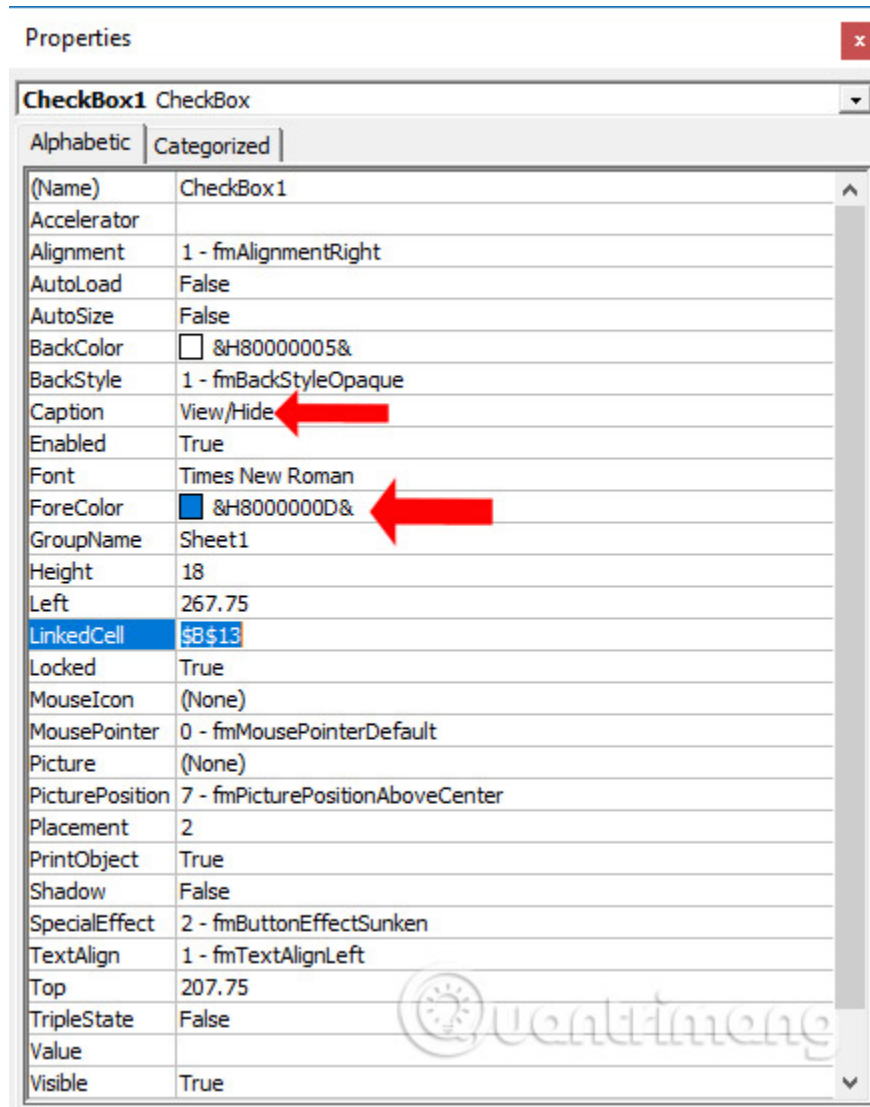 Properties
x
CheckBox1 CheckBox
Alphabetic Categorized
(Name) CheckBox1
Accelerator
Alignment 1 - fmAlignmentRight
AutoLoad False
AutoSize False
BackColor &H80000005&
BackStyle 1 - fmBackStyleOpaque
Caption View/Hide
Enabled True
Font Times New Roman
ForeColor &H8000000D&
GroupName Sheet1
Height 18
Left 267.75
LinkedCell $B$13
Locked True
MouseIcon (None)
MousePointer 0 - fmMousePointerDefault
Picture (None)
PicturePosition 7 - fmPicturePositionAboveCenter
Placement 2
PrintObject True
Shadow False
SpecialEffect 2 - fmButtonEffectSunken
TextAlign 1 - fmTextAlignLeft
Top 207.75
TripleState False
Value
Visible True
Quantrimang